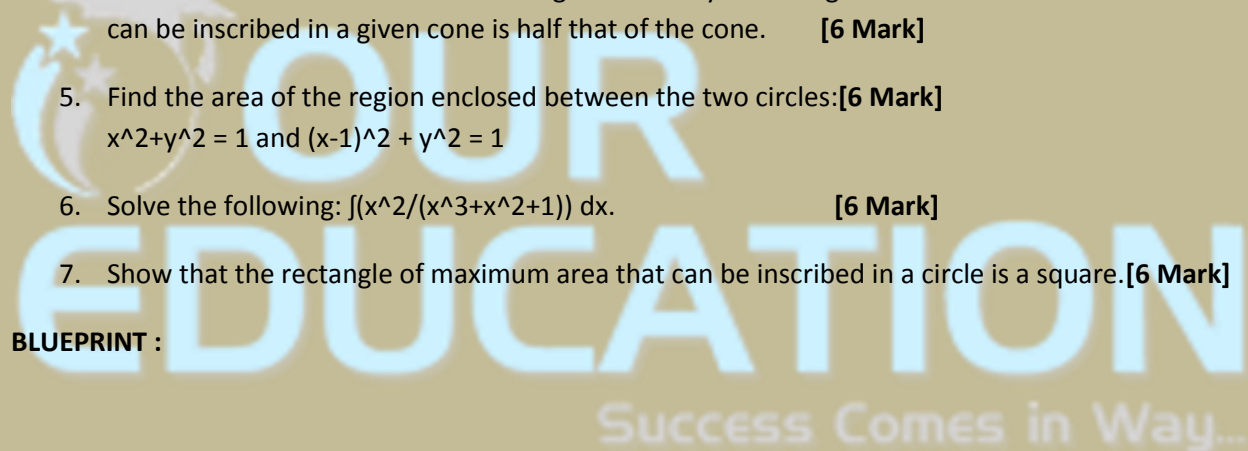 can be inscribed in a given cone is half that of the cone. [6 Mark]
5. Find the area of the region enclosed between the two circles:[6 Mark]
x^2+y^2 = 1 and (x-1)^2 + y^2 = 1
6. Solve the following: ∫(x^2/(x^3+x^2+1)) dx. [6 Mark]
7. Show that the rectangle of maximum area that can be inscribed in a circle is a square.[6 Mark]
BLUEPRINT :
OUR
EDUCATION
Success Comes in Way...